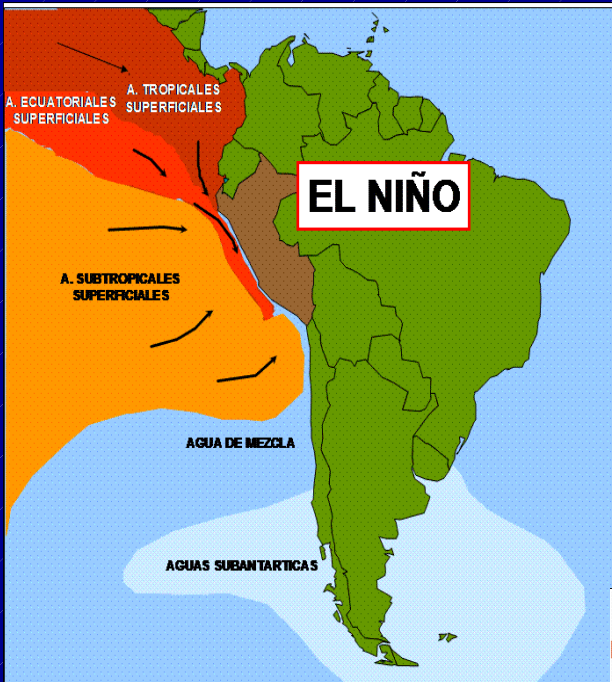 A. TROPICALES
SUPERFICIALES
A. ECUATORIALES
SUPERFICIALES
EL NIÑO
A. SUBTROPICALES
SUPERFICIALES
AGUA DE MEZCLA
AGUAS SUBANTARTICAS